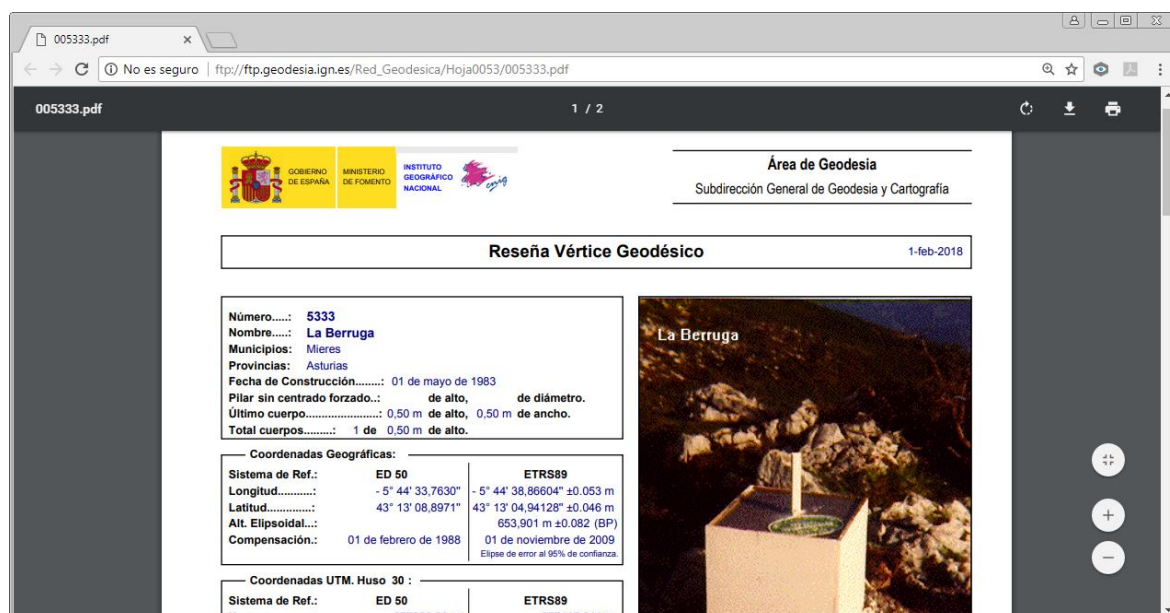 005333.pdf
No es seguro | ftp://ftp.geodesia.ign.es/Red_Geodesica/Hoja0053/005333.pdf
005333.pdf 1 / 2
GOBIERNO DE ESPAÑA
MINISTERIO DE FOMENTO
INSTITUTO GEOGRÁFICO NACIONAL
cnig
Área de Geodesia
Subdirección General de Geodesia y Cartografía
Reseña Vértice Geodésico 1-feb-2018
Número.....: 5333
Nombre.....: La Berruga
Municipios: Mieres
Provincias: Asturias
Fecha de Construcción........: 01 de mayo de 1983
Pilar sin centrado forzado..: de alto, de diámetro.
Último cuerpo.......................: 0,50 m de alto, 0,50 m de ancho.
Total cuerpos.........: 1 de 0,50 m de alto.
La Berruga
Coordenadas Geográficas:
Sistema de Ref.: ED 50 ETRS89
Longitud...........: - 5° 44' 33,7630" - 5° 44' 38,86604" ±0.053 m
Latitud..............: 43° 13' 08,8971" 43° 13' 04,94128" ±0.046 m
Alt. Elipsoidal...: 653,901 m ±0.082 (BP)
Compensación.: 01 de febrero de 1988 01 de noviembre de 2009
Elipse de error al 95% de confianza.
Coordenadas UTM. Huso 30 :
Sistema de Ref.: ED 50 ETRS89